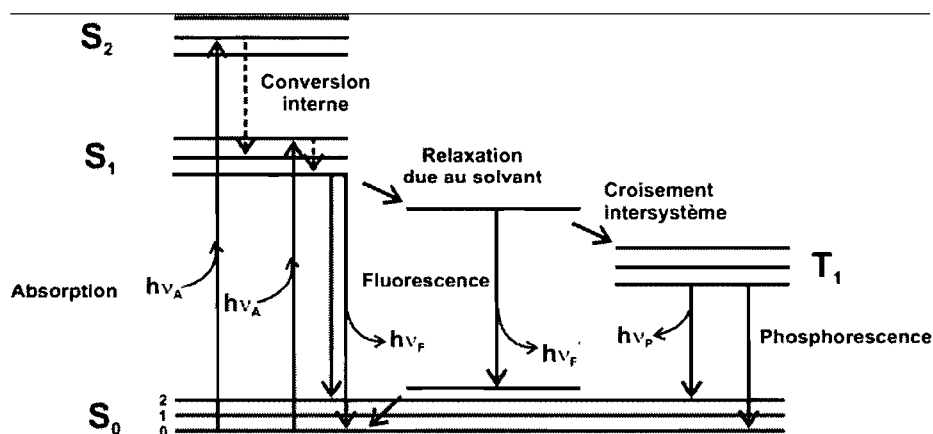 S₂
Conversion
interne
S₁
Relaxation
due au solvant
Croisement
intersystème
T₁
Absorption
hνA
hνA
Fluorescence
hνF
hνF'
hνP
Phosphorescence
S₀
2
1
0